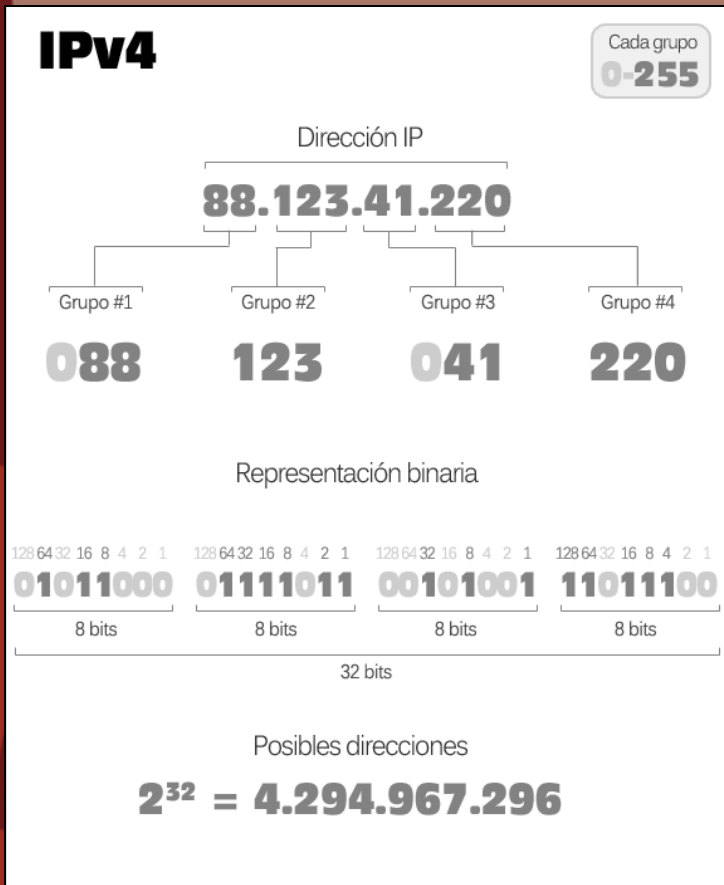 IPv4
Cada grupo
0-255
Dirección IP
88.123.41.220
Grupo #1 Grupo #2 Grupo #3 Grupo #4
088 123 041 220
Representación binaria
128 64 32 16 8 4 2 1 128 64 32 16 8 4 2 1 128 64 32 16 8 4 2 1 128 64 32 16 8 4 2 1
01011000 01111011 00101001 11011100
8 bits 8 bits 8 bits 8 bits
32 bits
Posibles direcciones
2³² = 4.294.967.296